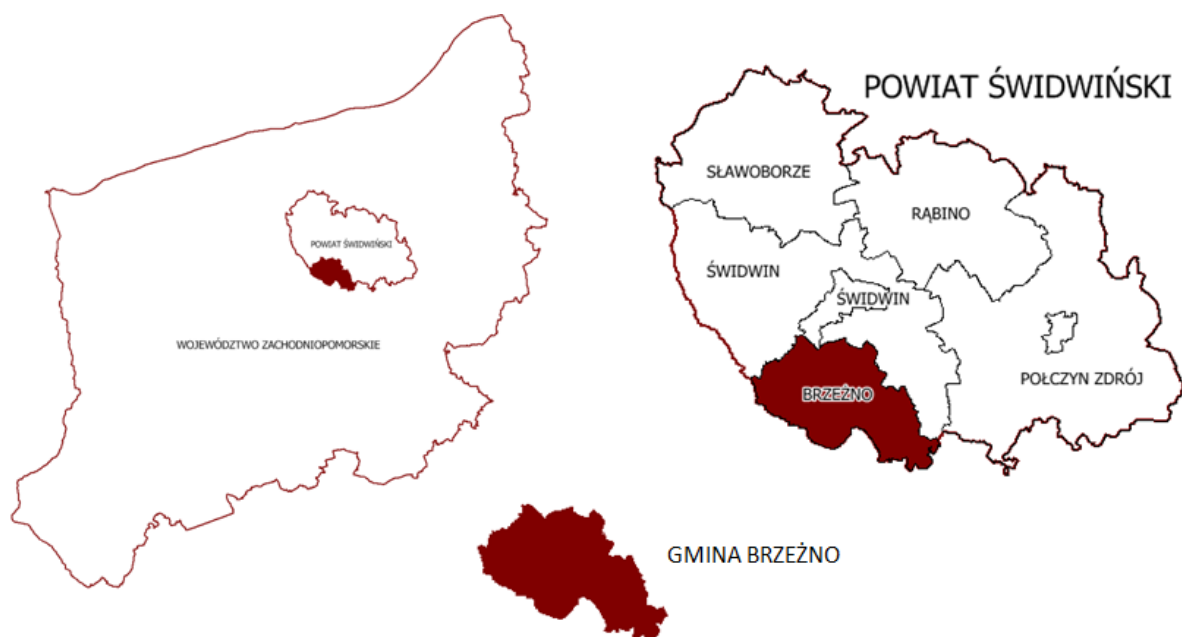 POWIAT ŚWIDWIŃSKI
SŁAWOBORZE
RĄBINO
POWIAT ŚWIDWIŃSKI
ŚWIDWIN
ŚWIDWIN
WOJEWÓDZTWO ZACHODNIOPOMORSKIE
POŁCZYN ZDRÓJ
BRZEŻNO
GMINA BRZEŻNO